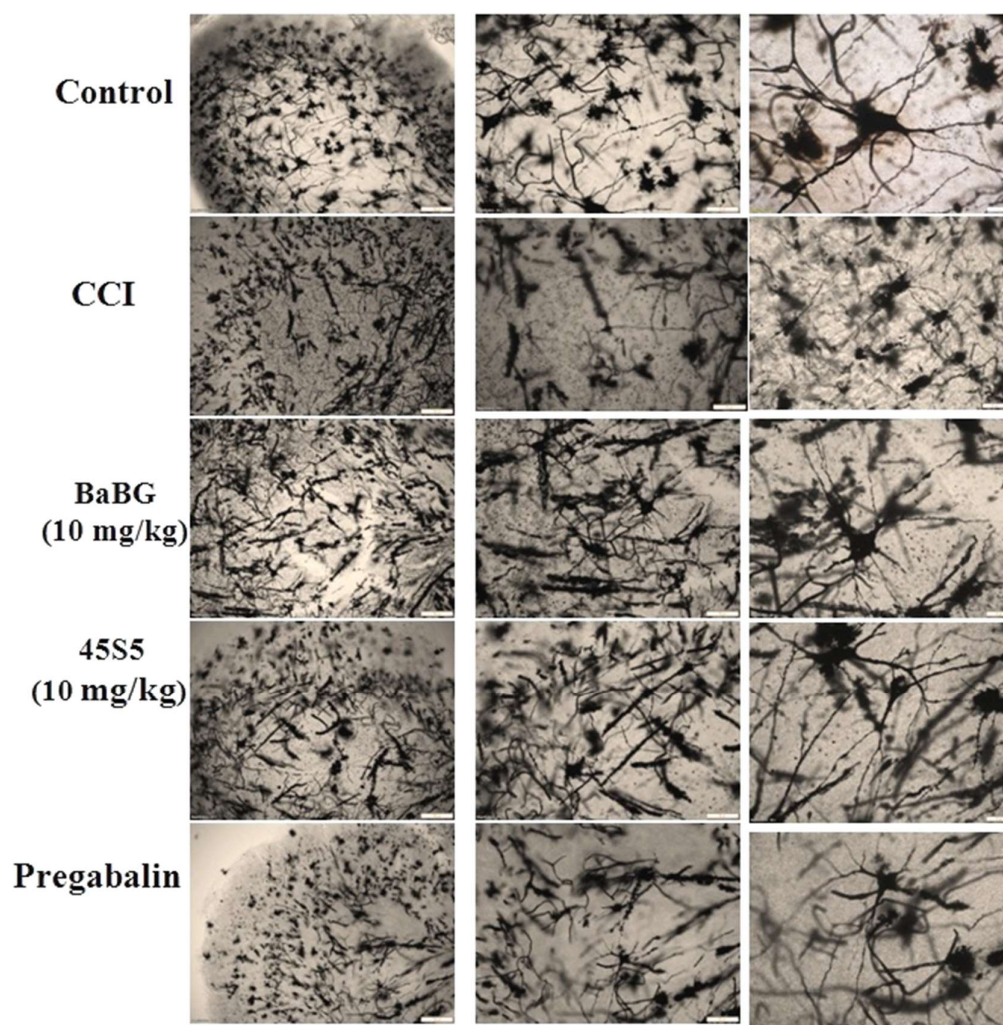 Control
CCI
BaBG
(10 mg/kg)
45S5
(10 mg/kg)
Pregabalin